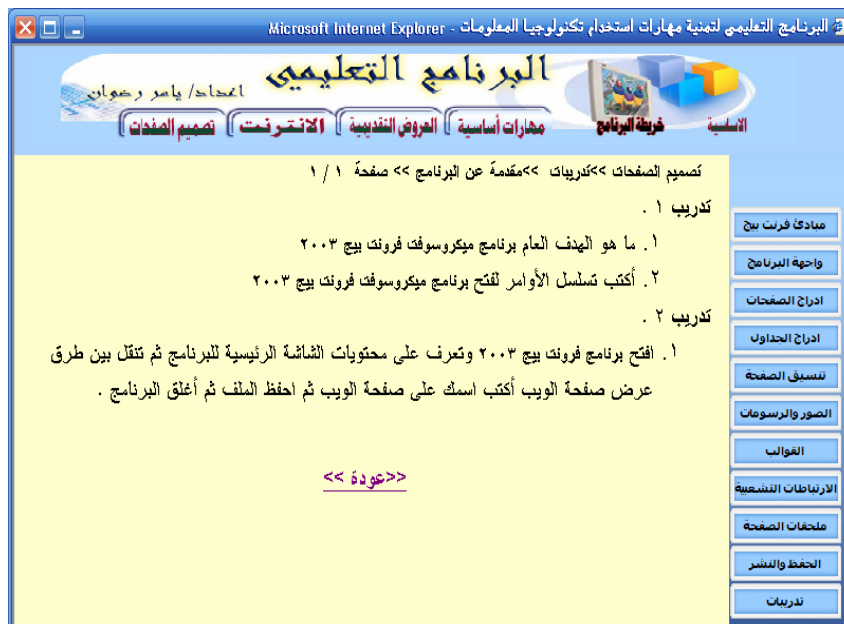 البرنامج التعليمى لتمنية مهارات استخدام تكنولوجيا المعلومات - Microsoft Internet Explorer
البرنامج التعليمى
اعداد/ ياسر رضوان
الاساسية
خريطة البرنامج
مهارات أساسية
العروض التقديمية
الانترنت
تصميم الصفحات
تصميم الصفحات >>تدريبات >>مقدمة عن البرنامج >> صفحة ١ / ١
تدريب ١ .
١. ما هو الهدف العام برنامج ميكروسوفت فرونت بيج ٢٠٠٣
٢. أكتب تسلسل الأوامر لفتح برنامج ميكروسوفت فرونت بيج ٢٠٠٣
تدريب ٢ .
١. افتح برنامج فرونت بيج ٢٠٠٣ وتعرف على محتويات الشاشة الرئيسية للبرنامج ثم تنقل بين طرق
عرض صفحة الويب أكتب اسمك على صفحة الويب ثم احفظ الملف ثم أغلق البرنامج .
<<عودة >>
مبادئ فرنت بيج
واجهة البرنامج
ادراج الصفحات
ادراج الجداول
تنسيق الصفحة
الصور والرسومات
القوالب
الارتباطات التشعبية
ملحقات الصفحة
الحفظ والنشر
تدريبات